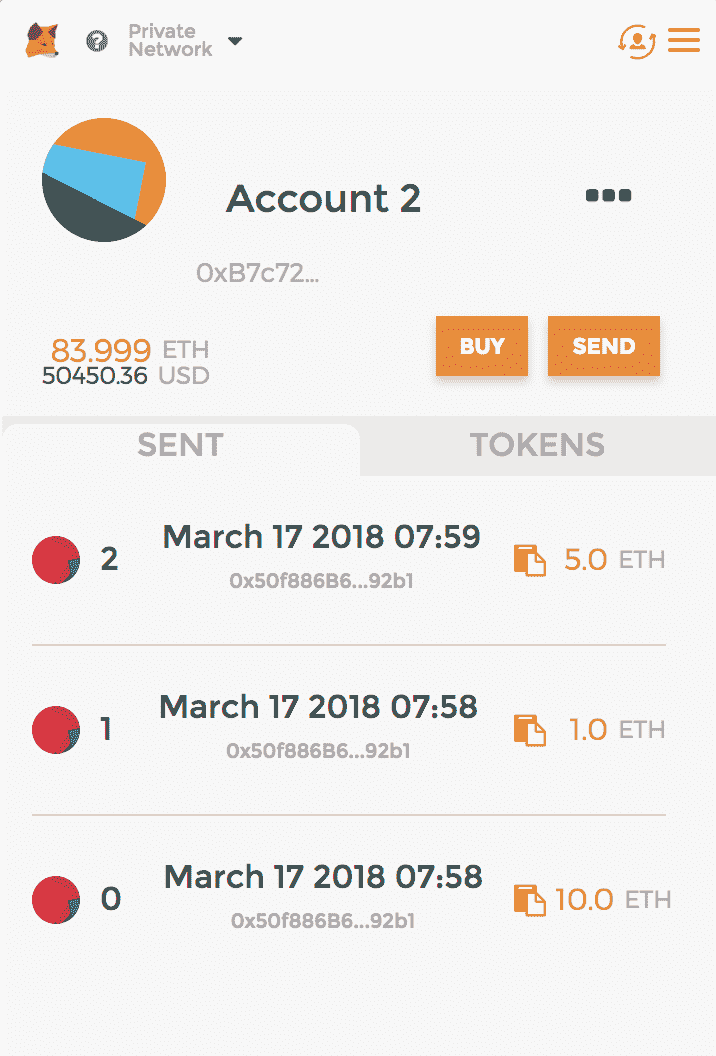 Private
Network
Account 2
0xB7c72...
83.999 ETH
50450.36 USD
BUY
SEND
SENT
TOKENS
2
March 17 2018 07:59
0x50f886B6...92b1
5.0 ETH
1
March 17 2018 07:58
0x50f886B6...92b1
1.0 ETH
0
March 17 2018 07:58
0x50f886B6...92b1
10.0 ETH